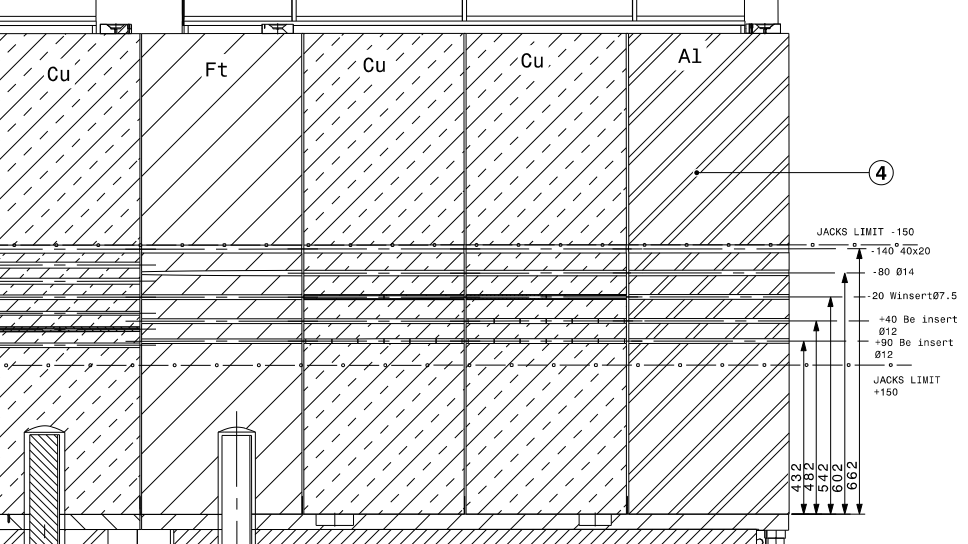 Cu
Ft
Cu
Cu
Al
4
JACKS LIMIT -150
-140 40x20
-80 Ø14
-20 WinsertØ7.5
+40 Be insert
Ø12
+90 Be insert
Ø12
JACKS LIMIT
+150
432
482
542
602
662